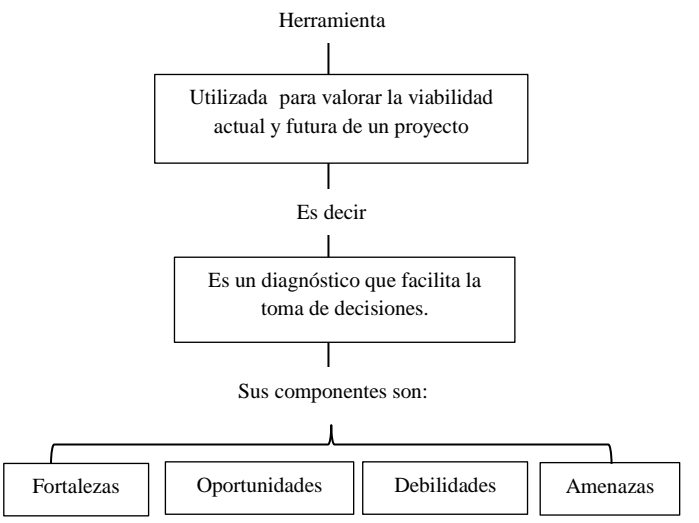 Herramienta
Utilizada para valorar la viabilidad
actual y futura de un proyecto
Es decir
Es un diagnóstico que facilita la
toma de decisiones.
Sus componentes son:
Fortalezas
Oportunidades
Debilidades
Amenazas